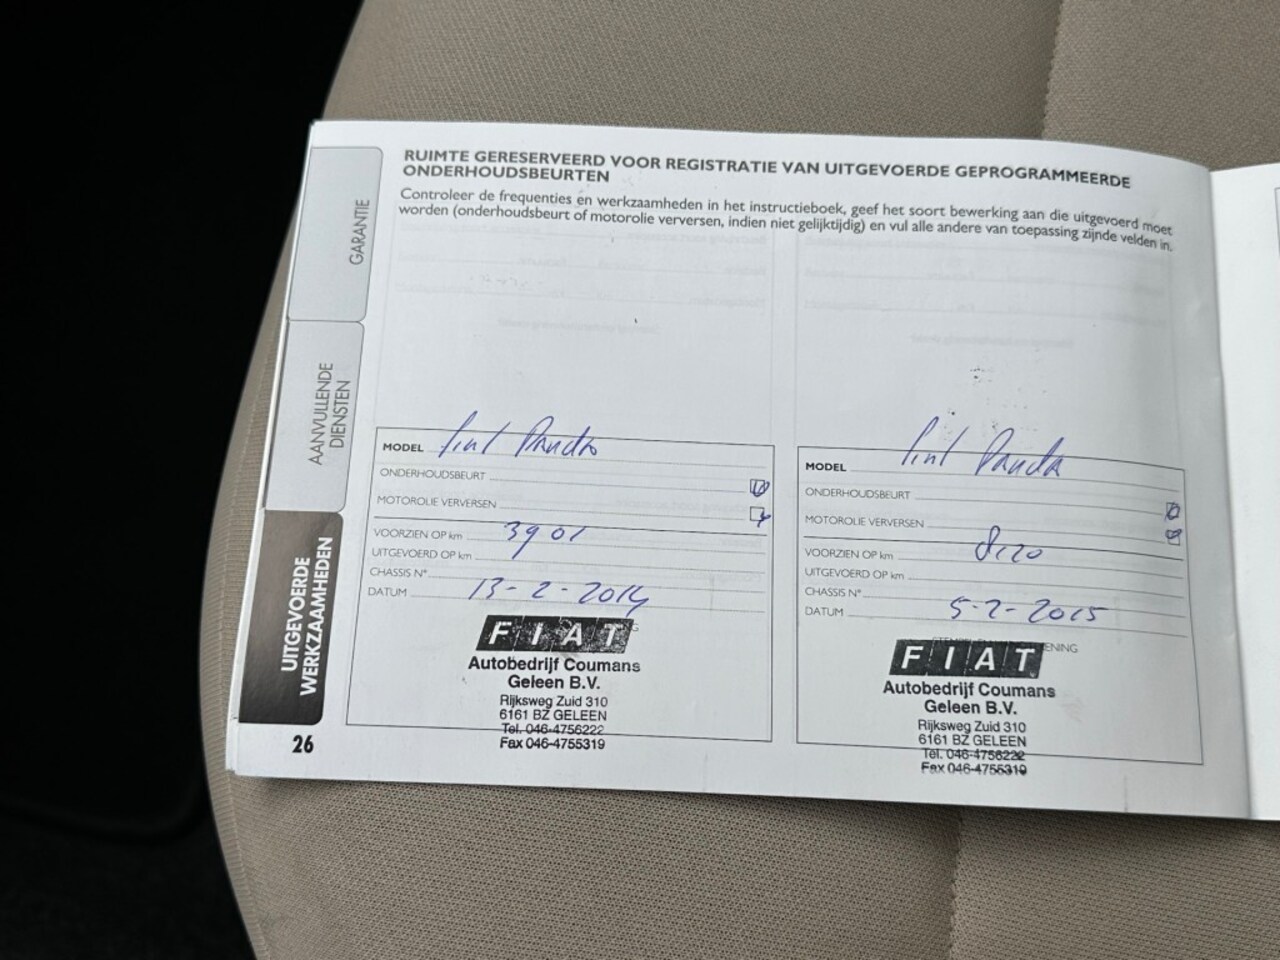 RUIMTE GERESERVEERD VOOR REGISTRATIE VAN UITGEVOERDE GEPROGRAMMEERDE
ONDERHOUDSBEURTEN
Controleer de frequenties en werkzaamheden in het instructieboek, geef het soort bewerking aan die uitgevoerd moet
worden (onderhoudsbeurt of motorolie verversen, indien niet gelijktijdig) en vul alle andere van toepassing zijnde velden in.
GARANTIE
AANVULLENDE
DIENSTEN
UITGEVOERDE
WERKZAAMHEDEN
26
MODEL Fiat Panda
ONDERHOUDSBEURT
MOTOROLIE VERVERSEN
VOORZIEN OP km 3901
UITGEVOERD OP km
CHASSIS N°
DATUM 13-2-2014
FIAT
Autobedrijf Coumans
Geleen B.V.
Rijksweg Zuid 310
6161 BZ GELEEN
Tel. 046-4756222
Fax 046-4755319
MODEL Fiat Panda
ONDERHOUDSBEURT
MOTOROLIE VERVERSEN
VOORZIEN OP km 8120
UITGEVOERD OP km
CHASSIS N°
DATUM 5-2-2015
FIAT
Autobedrijf Coumans
Geleen B.V.
Rijksweg Zuid 310
6161 BZ GELEEN
Tel. 046-4756222
Fax 046-4755319